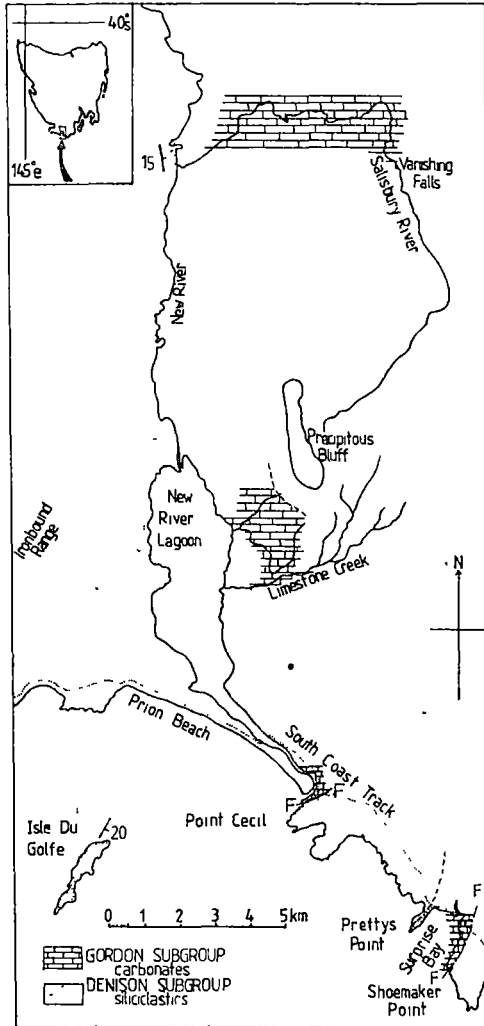 40°s
145°e
15
Vanishing
Falls
Salisbury
River
New River
Precipitous
Bluff
New
River
Lagoon
Ironbound
Range
Limestone Creek
N
Prion Beach
South Coast Track
F
F
Point Cecil
20
Isle Du
Golfe
F
Prettys
Point
Surprise
Bay
F
Shoemaker
Point
0 1 2 3 4 5km
GORDON SUBGROUP
carbonates
DENISON SUBGROUP
siliciclastics